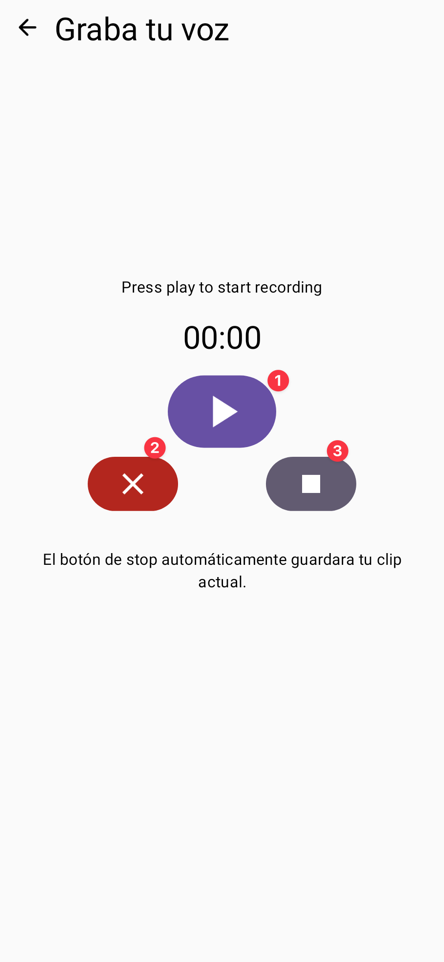 Graba tu voz
Press play to start recording
00:00
1
2
3
El botón de stop automáticamente guardara tu clip
actual.